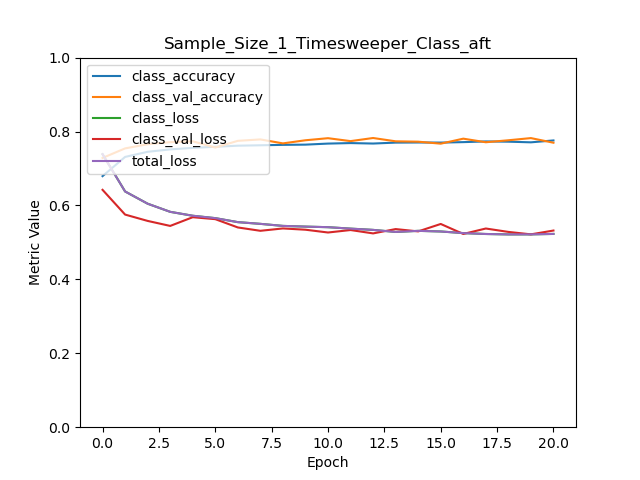 Sample_Size_1_Timesweeper_Class_aft
1.0
0.8
0.6
0.4
0.2
0.0
Metric Value
class_accuracy
class_val_accuracy
class_loss
class_val_loss
total_loss
0.0 2.5 5.0 7.5 10.0 12.5 15.0 17.5 20.0
Epoch